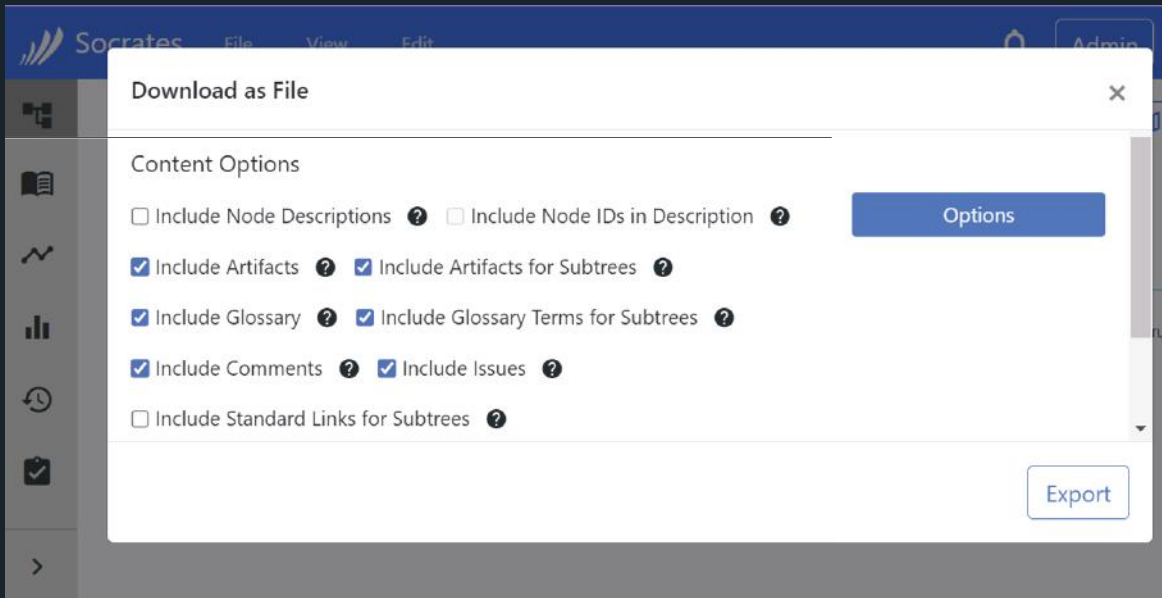 Socrates File View Edit Admin
Download as File
×
Content Options
Include Node Descriptions ? Include Node IDs in Description ?
Options
Include Artifacts ? Include Artifacts for Subtrees ?
Include Glossary ? Include Glossary Terms for Subtrees ?
Include Comments ? Include Issues ?
Include Standard Links for Subtrees ?
Export